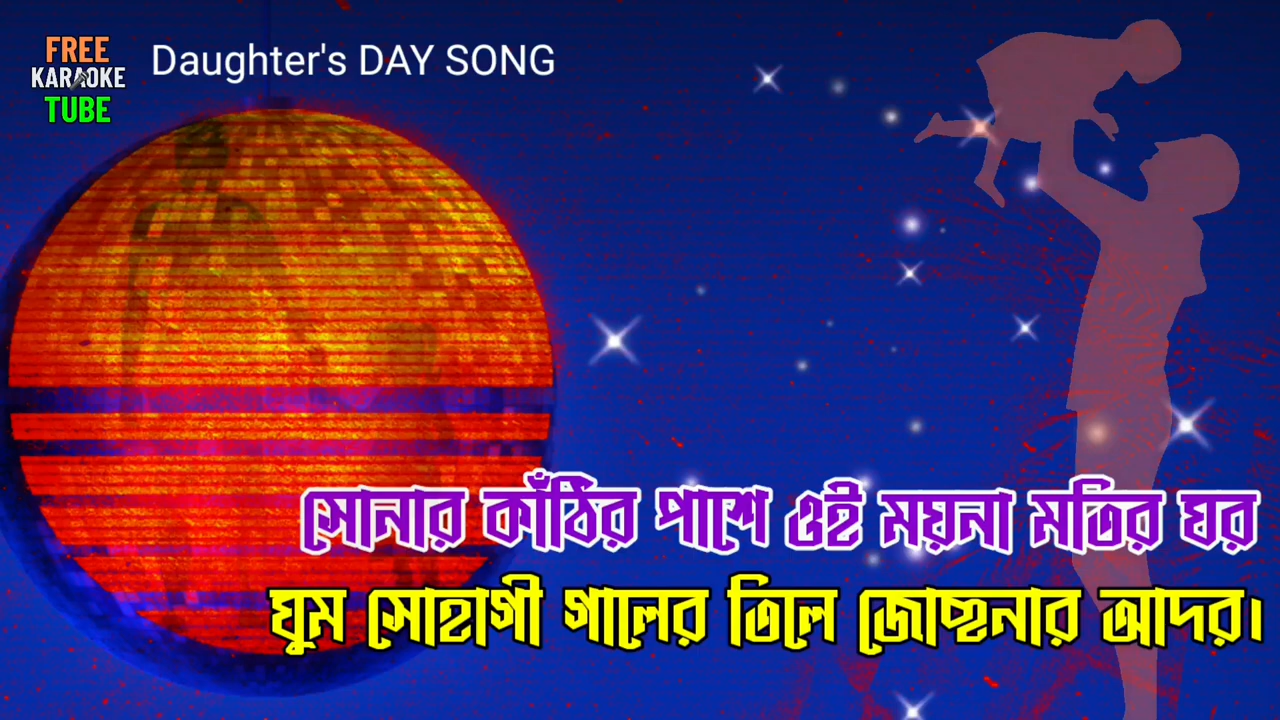 FREE
KARAOKE
TUBE
Daughter's DAY SONG
সোনার কাঁঠির পাশে ওই ময়না মতির ঘর
ঘুম সোহাগী গালের তিলে জোছনার আদর।